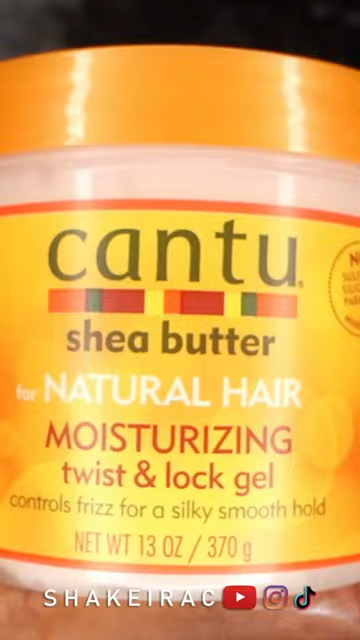 cantu
shea butter
for NATURAL HAIR
MOISTURIZING
twist & lock gel
controls frizz for a silky smooth hold
NET WT 13 OZ / 370 g
SHAKEIRAC